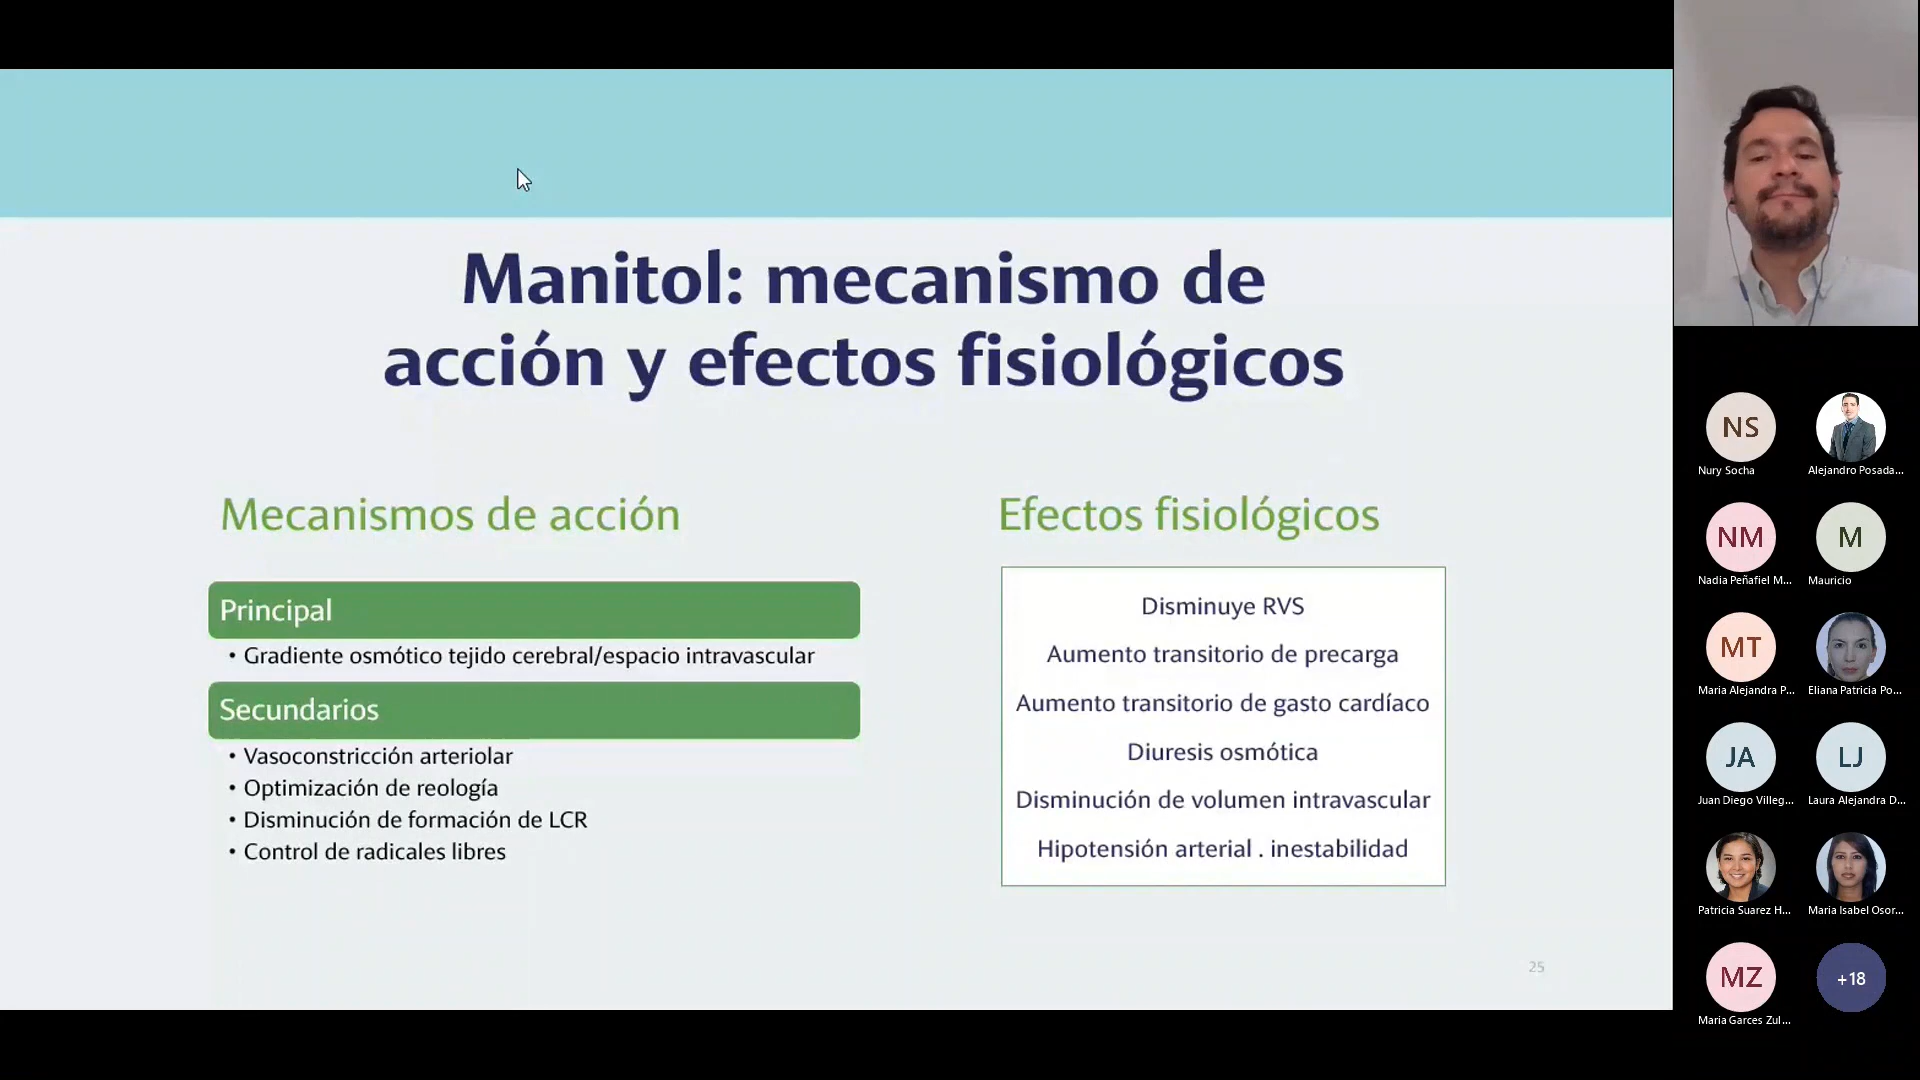 Manitol: mecanismo de
acción y efectos fisiológicos
Mecanismos de acción
Principal
• Gradiente osmótico tejido cerebral/espacio intravascular
Secundarios
• Vasoconstricción arteriolar
• Optimización de reología
• Disminución de formación de LCR
• Control de radicales libres
Efectos fisiológicos
Disminuye RVS
Aumento transitorio de precarga
Aumento transitorio de gasto cardíaco
Diuresis osmótica
Disminución de volumen intravascular
Hipotensión arterial . inestabilidad
25
NS
Nury Socha
Alejandro Posada...
NM
Nadia Peñafiel M...
M
Mauricio
MT
Maria Alejandra P...
Eliana Patricia Po...
JA
Juan Diego Villeg...
LJ
Laura Alejandra D...
Patricia Suarez H...
Maria Isabel Osor...
MZ
Maria Garces Zul...
+18